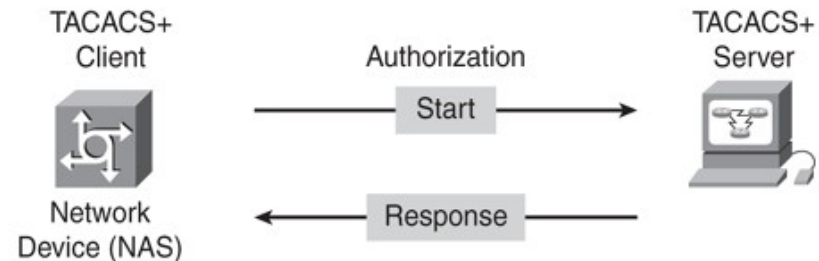 TACACS+
Client
Authorization
TACACS+
Server
Start
Response
Network
Device (NAS)